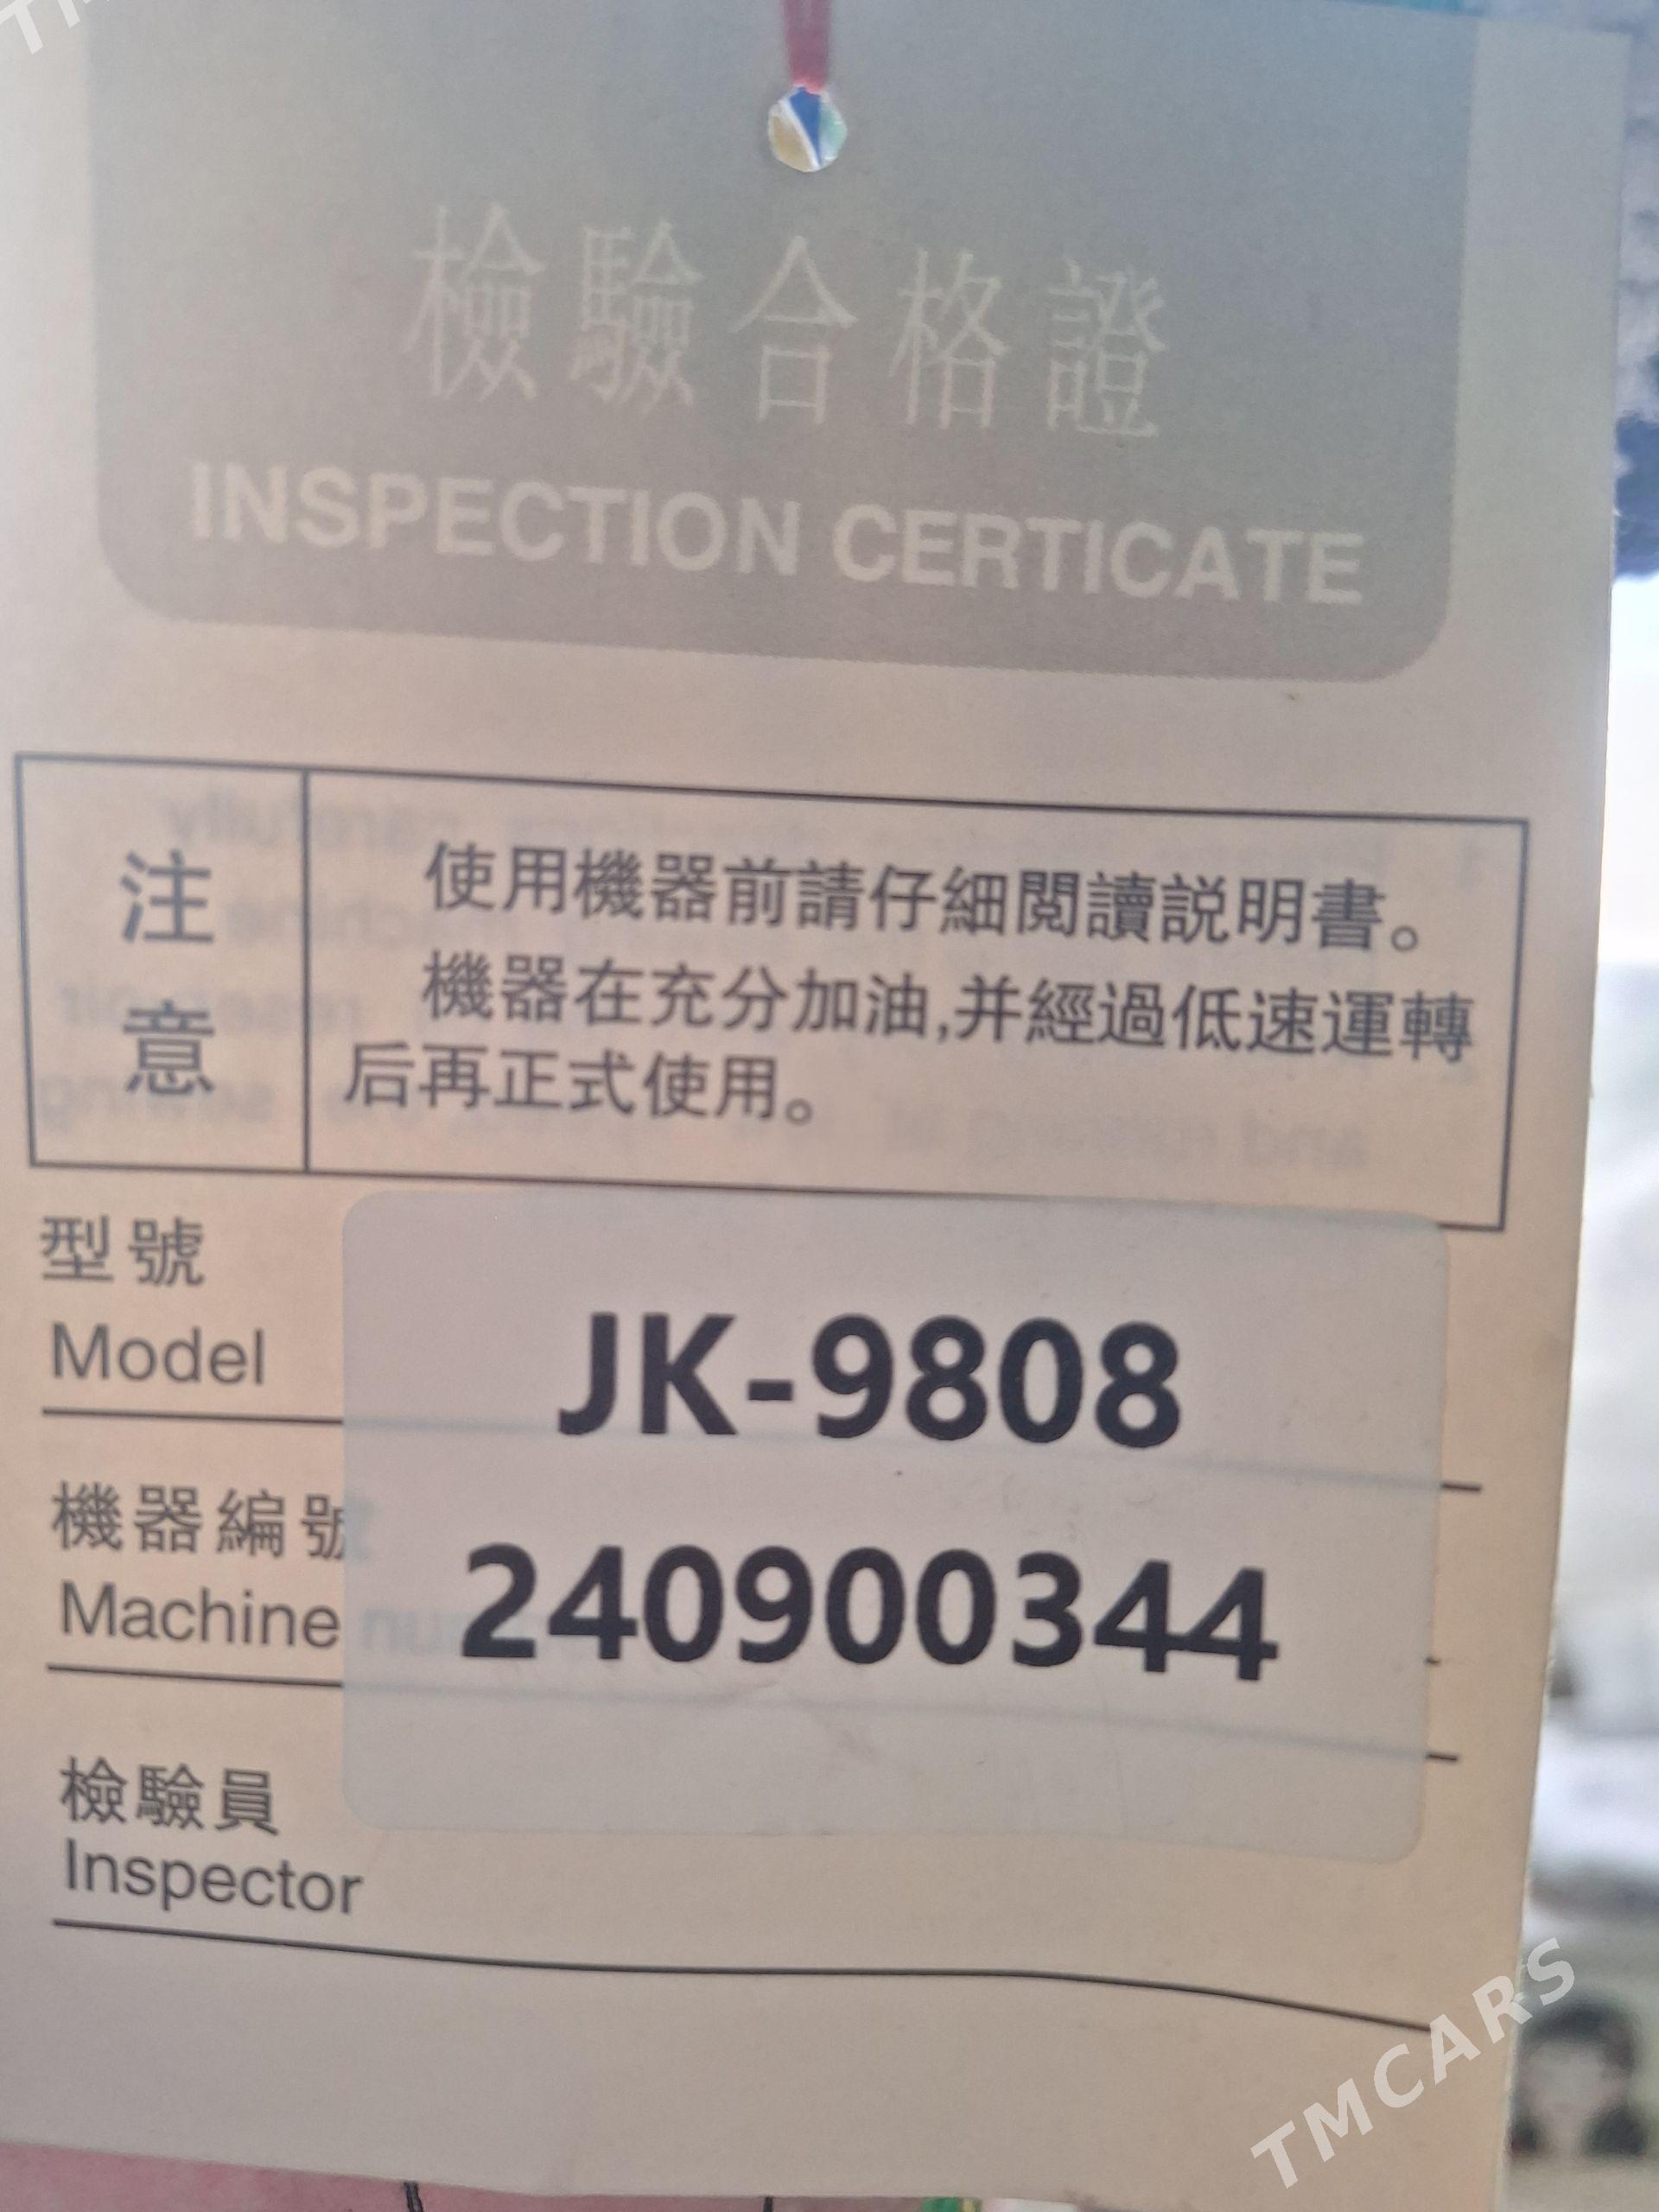 檢驗合格證
INSPECTION CERTICATE
注意
使用機器前請仔細閲讀説明書。
機器在充分加油,并經過低速運轉
后再正式使用。
型號
Model
JK-9808
機器編號
Machine
240900344
檢驗員
Inspector
TMCARS